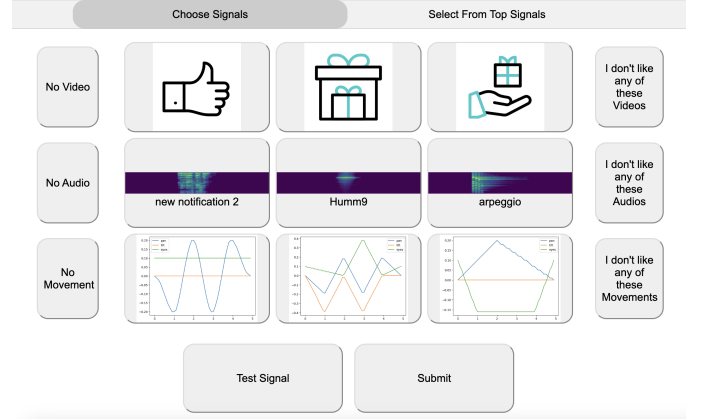 Choose Signals
Select From Top Signals
No Video
I don't like
any of
these
Videos
No Audio
new notification 2
Humm9
arpeggio
I don't like
any of
these
Audios
No
Movement
I don't like
any of
these
Movements
Test Signal
Submit